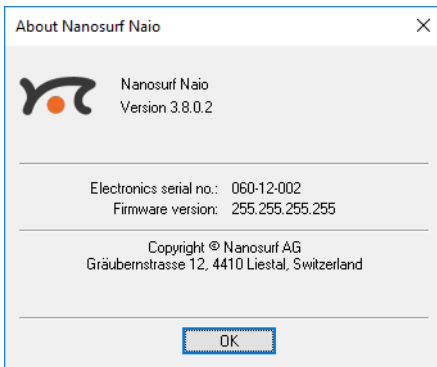 About Nanosurf Naio
Nanosurf Naio
Version 3.8.0.2
Electronics serial no.: 060-12-002
Firmware version: 255.255.255.255
Copyright © Nanosurf AG
Gräubernstrasse 12, 4410 Liestal, Switzerland
OK